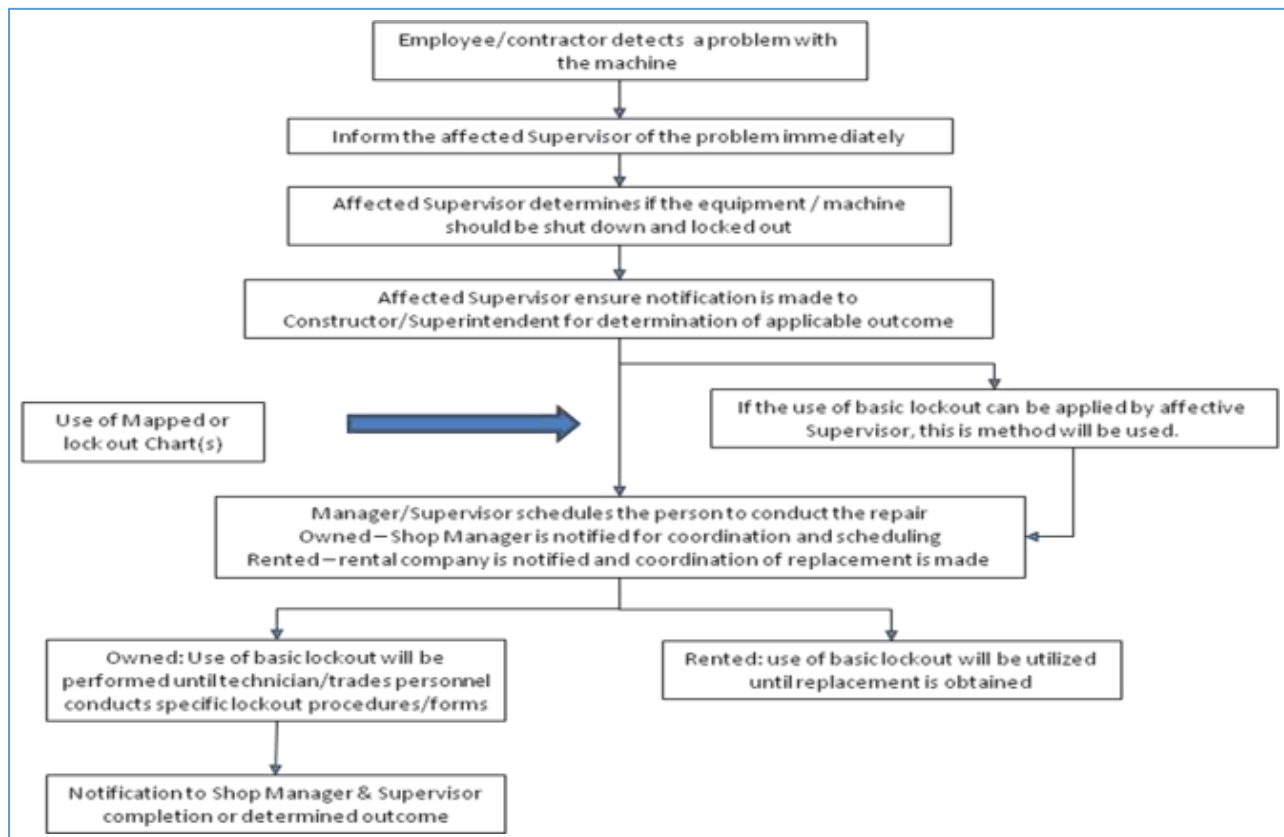 Employee/contractor detects a problem with
the machine
Inform the affected Supervisor of the problem immediately
Affected Supervisor determines if the equipment / machine
should be shut down and locked out
Affected Supervisor ensure notification is made to
Constructor/Superintendent for determination of applicable outcome
Use of Mapped or
lock out Chart(s)
If the use of basic lockout can be applied by affective
Supervisor, this is method will be used.
Manager/Supervisor schedules the person to conduct the repair
Owned – Shop Manager is notified for coordination and scheduling
Rented – rental company is notified and coordination of replacement is made
Owned: Use of basic lockout will be
performed until technician/trades personnel
conducts specific lockout procedures/forms
Rented: use of basic lockout will be utilized
until replacement is obtained
Notification to Shop Manager & Supervisor
completion or determined outcome